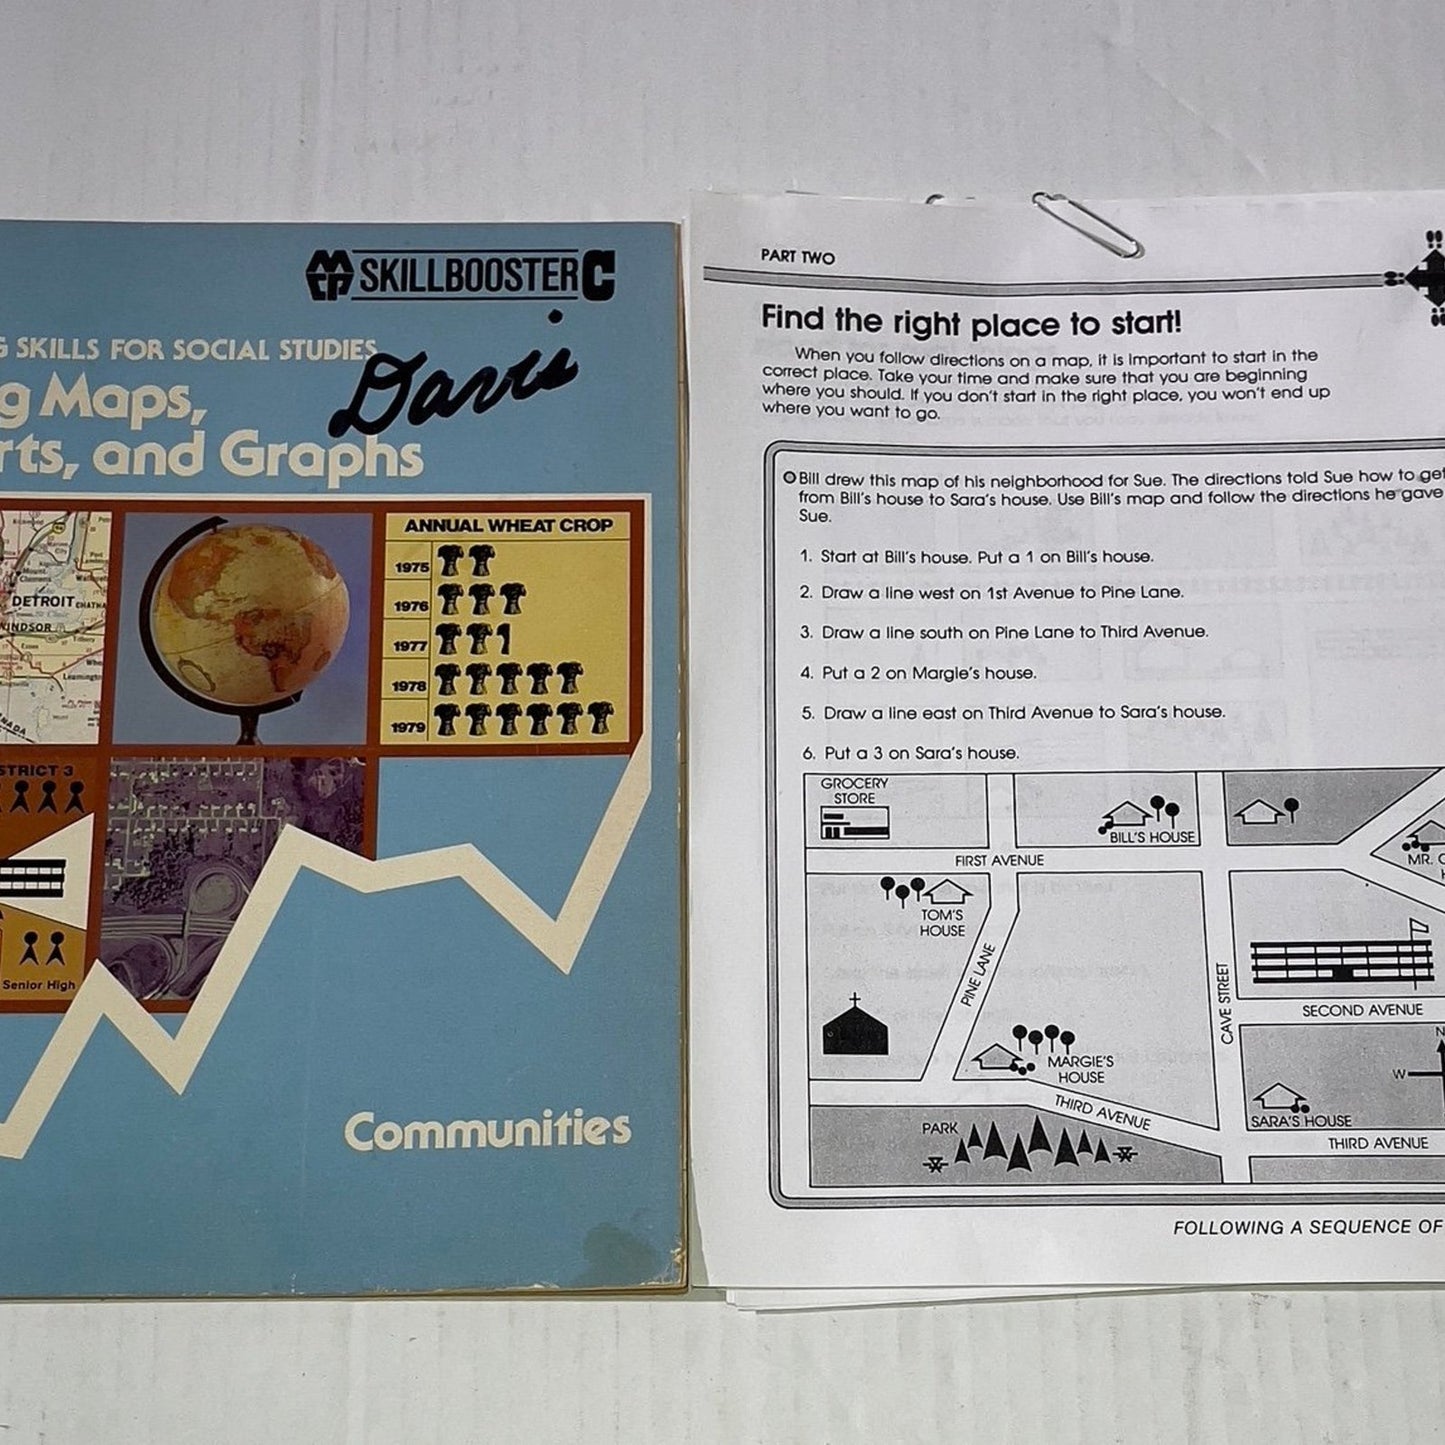 MCP SKILLBOOSTER C
G SKILLS FOR SOCIAL STUDIES
Davis
g Maps,
rts, and Graphs
DETROIT
WINDSOR
Leamington
NADA
ANNUAL WHEAT CROP
1975
1976
1977
1978
1979
STRICT 3
Senior High
Communities
PART TWO
Find the right place to start!
When you follow directions on a map, it is important to start in the
correct place. Take your time and make sure that you are beginning
where you should. If you don't start in the right place, you won't end up
where you want to go.
Bill drew this map of his neighborhood for Sue. The directions told Sue how to get
from Bill's house to Sara's house. Use Bill's map and follow the directions he gave
Sue.
1. Start at Bill's house. Put a 1 on Bill's house.
2. Draw a line west on 1st Avenue to Pine Lane.
3. Draw a line south on Pine Lane to Third Avenue.
4. Put a 2 on Margie's house.
5. Draw a line east on Third Avenue to Sara's house.
6. Put a 3 on Sara's house.
GROCERY
STORE
BILL'S HOUSE
FIRST AVENUE
MR. C
H
TOM'S
HOUSE
PINE LANE
CAVE STREET
SECOND AVENUE
N
W
MARGIE'S
HOUSE
THIRD AVENUE
SARA'S HOUSE
PARK
THIRD AVENUE
FOLLOWING A SEQUENCE OF